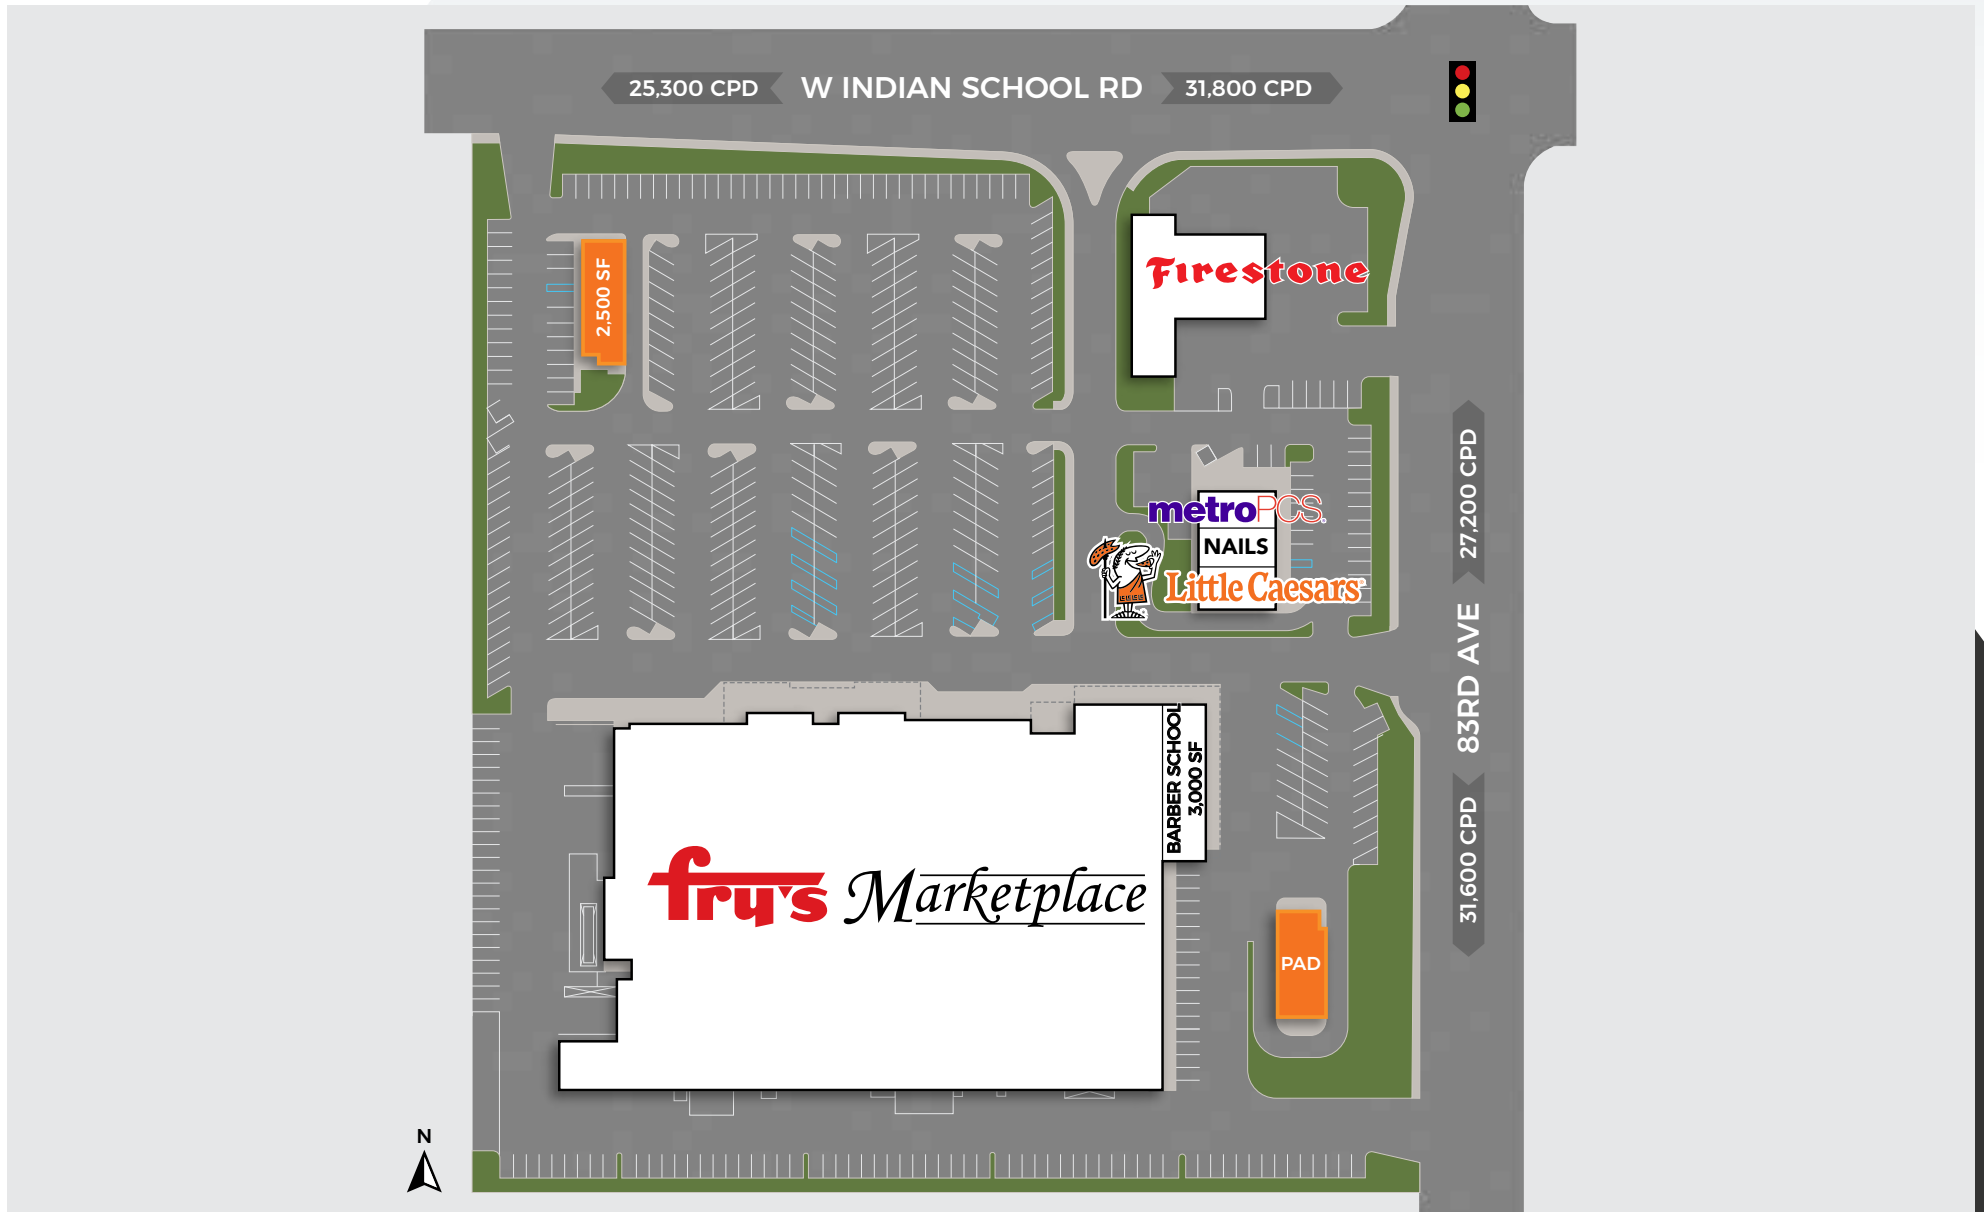 25,300 CPD
W INDIAN SCHOOL RD
31,800 CPD
2,500 SF
Firestone
metroPCS.
NAILS
Little Caesars
27,200 CPD
83RD AVE
31,600 CPD
BARBER SCHOOL
3,000 SF
fry's Marketplace
PAD
N